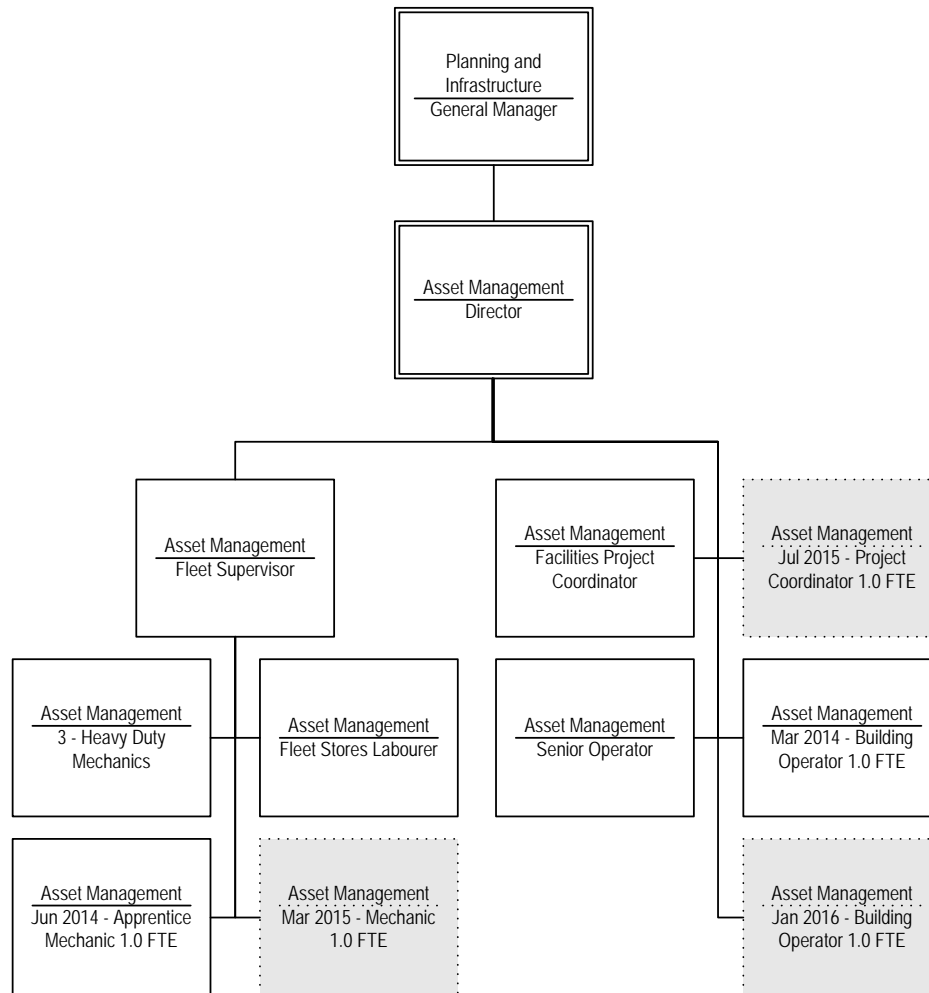 Planning and
Infrastructure
General Manager
Asset Management
Director
Asset Management
Fleet Supervisor
Asset Management
Facilities Project
Coordinator
Asset Management
Jul 2015 - Project
Coordinator 1.0 FTE
Asset Management
3 - Heavy Duty
Mechanics
Asset Management
Fleet Stores Labourer
Asset Management
Senior Operator
Asset Management
Mar 2014 - Building
Operator 1.0 FTE
Asset Management
Jun 2014 - Apprentice
Mechanic 1.0 FTE
Asset Management
Mar 2015 - Mechanic
1.0 FTE
Asset Management
Jan 2016 - Building
Operator 1.0 FTE